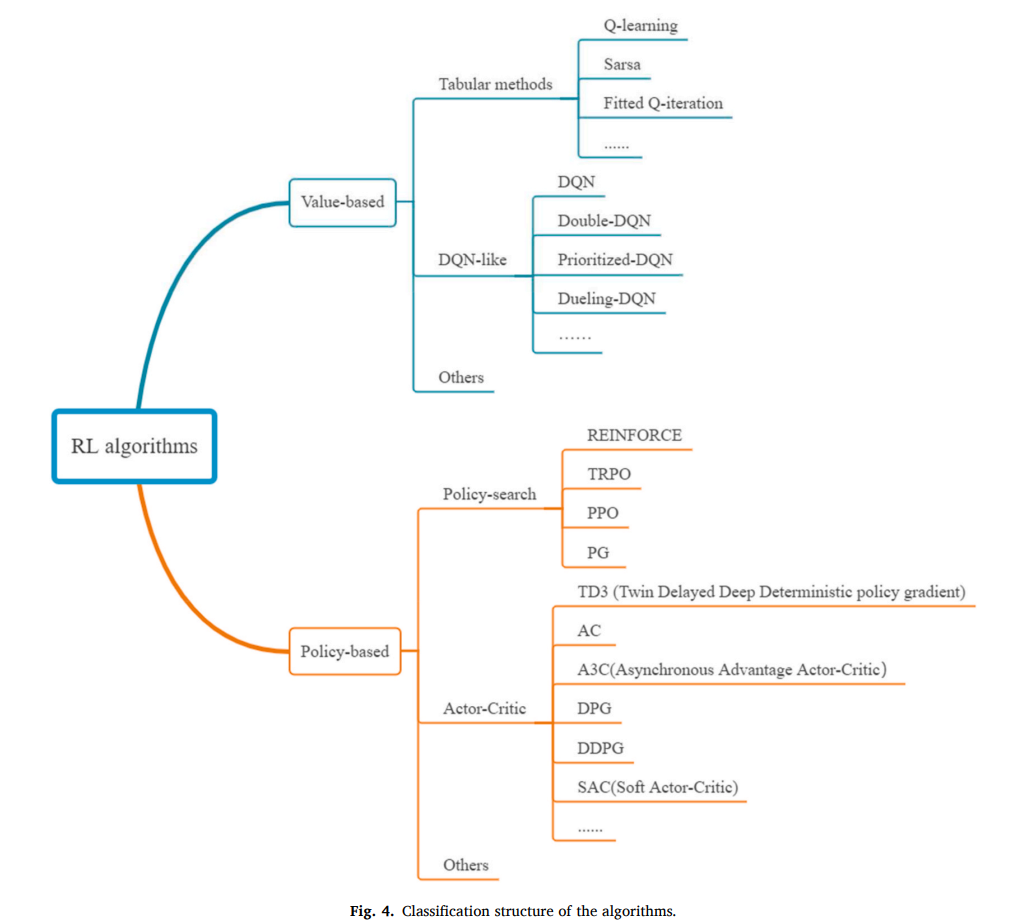 Q-learning
Tabular methods
Sarsa
Fitted Q-iteration
......
Value-based
DQN
Double-DQN
DQN-like
Prioritized-DQN
Dueling-DQN
......
Others
RL algorithms
REINFORCE
TRPO
Policy-search
PPO
PG
TD3 (Twin Delayed Deep Deterministic policy gradient)
AC
Policy-based
A3C(Asynchronous Advantage Actor-Critic)
Actor-Critic
DPG
DDPG
SAC(Soft Actor-Critic)
......
Others
Fig. 4. Classification structure of the algorithms.